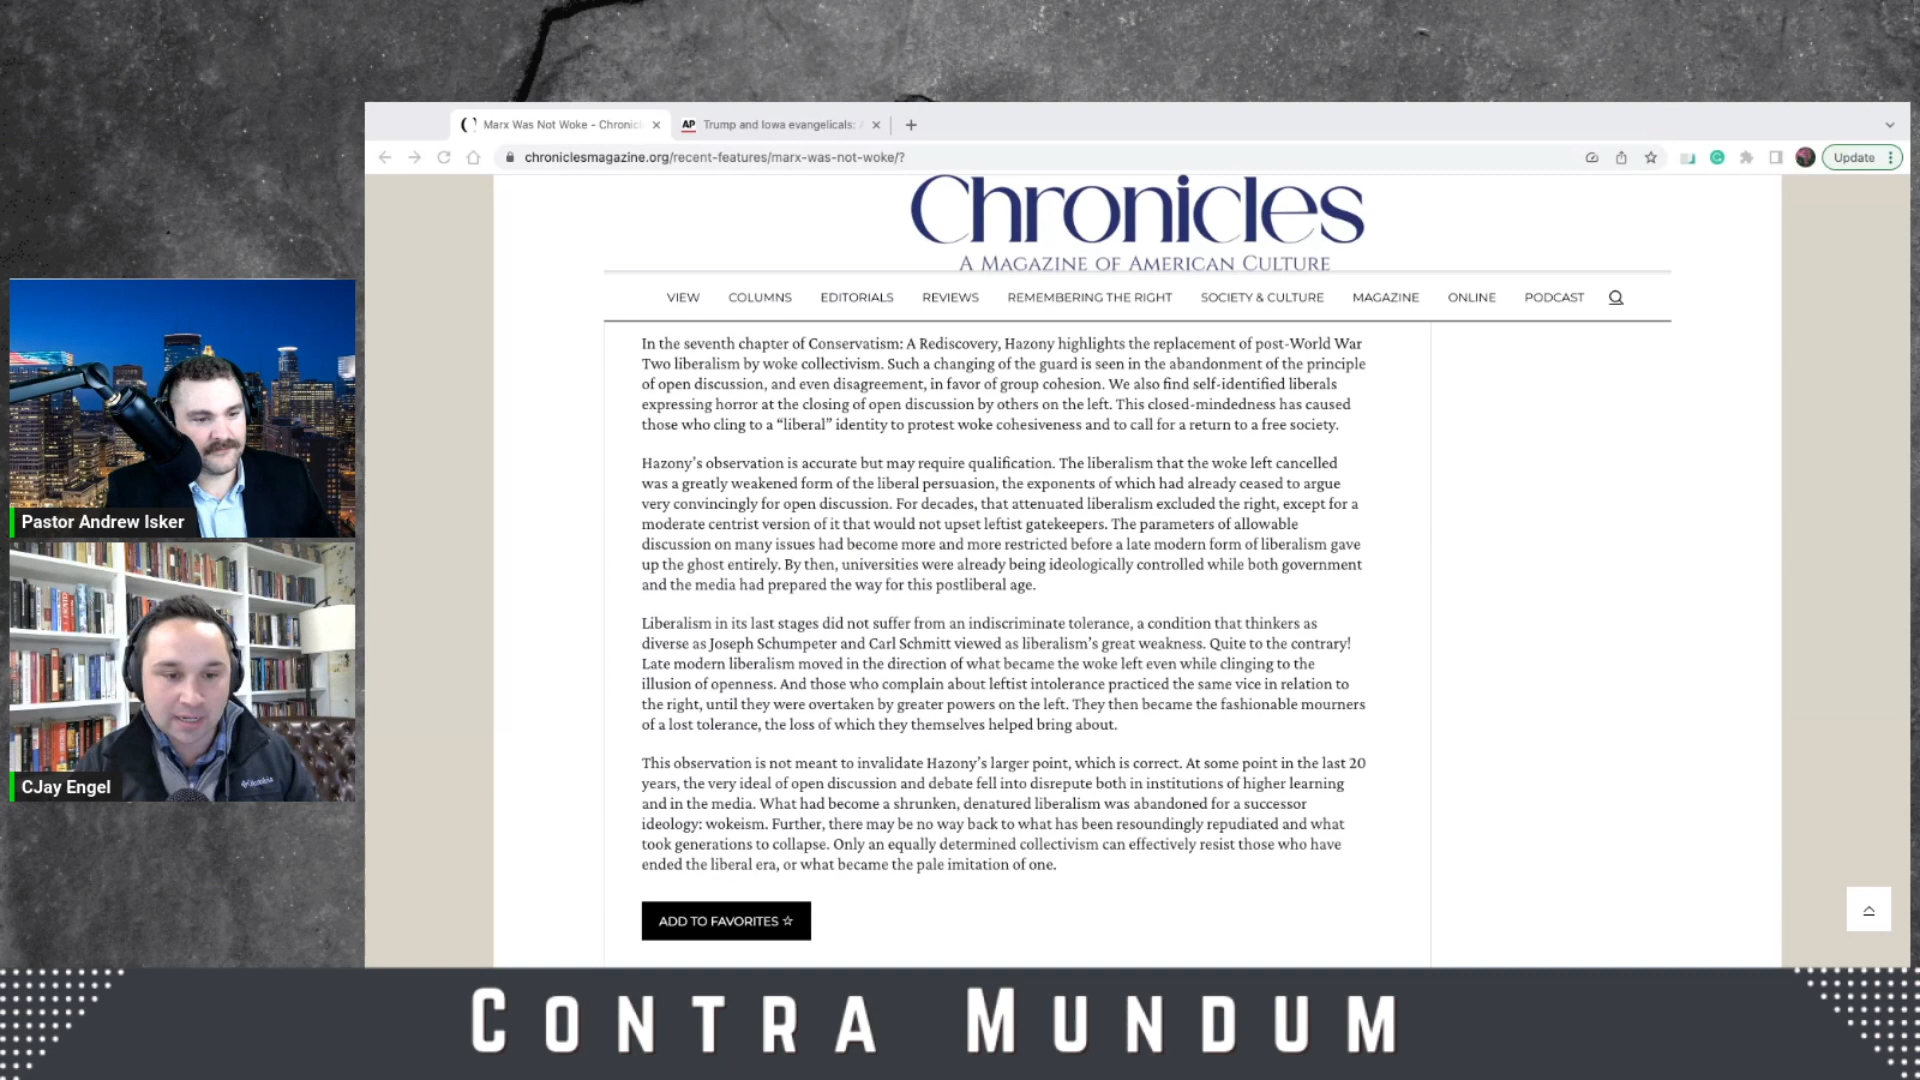 Marx Was Not Woke - Chronicl
AP Trump and Iowa evangelicals: A
chroniclesmagazine.org/recent-features/marx-was-not-woke/?
Update
Chronicles
A Magazine of American Culture
VIEW COLUMNS EDITORIALS REVIEWS REMEMBERING THE RIGHT SOCIETY & CULTURE MAGAZINE ONLINE PODCAST
In the seventh chapter of Conservatism: A Rediscovery, Hazony highlights the replacement of post-World War
Two liberalism by woke collectivism. Such a changing of the guard is seen in the abandonment of the principle
of open discussion, and even disagreement, in favor of group cohesion. We also find self-identified liberals
expressing horror at the closing of open discussion by others on the left. This closed-mindedness has caused
those who cling to a “liberal” identity to protest woke cohesiveness and to call for a return to a free society.
Hazony’s observation is accurate but may require qualification. The liberalism that the woke left cancelled
was a greatly weakened form of the liberal persuasion, the exponents of which had already ceased to argue
very convincingly for open discussion. For decades, that attenuated liberalism excluded the right, except for a
moderate centrist version of it that would not upset leftist gatekeepers. The parameters of allowable
discussion on many issues had become more and more restricted before a late modern form of liberalism gave
up the ghost entirely. By then, universities were already being ideologically controlled while both government
and the media had prepared the way for this postliberal age.
Liberalism in its last stages did not suffer from an indiscriminate tolerance, a condition that thinkers as
diverse as Joseph Schumpeter and Carl Schmitt viewed as liberalism’s great weakness. Quite to the contrary!
Late modern liberalism moved in the direction of what became the woke left even while clinging to the
illusion of openness. And those who complain about leftist intolerance practiced the same vice in relation to
the right, until they were overtaken by greater powers on the left. They then became the fashionable mourners
of a lost tolerance, the loss of which they themselves helped bring about.
This observation is not meant to invalidate Hazony’s larger point, which is correct. At some point in the last 20
years, the very ideal of open discussion and debate fell into disrepute both in institutions of higher learning
and in the media. What had become a shrunken, denatured liberalism was abandoned for a successor
ideology: wokeism. Further, there may be no way back to what has been resoundingly repudiated and what
took generations to collapse. Only an equally determined collectivism can effectively resist those who have
ended the liberal era, or what became the pale imitation of one.
ADD TO FAVORITES ☆
Pastor Andrew Isker
Columbia
CJay Engel
CONTRA MUNDUM